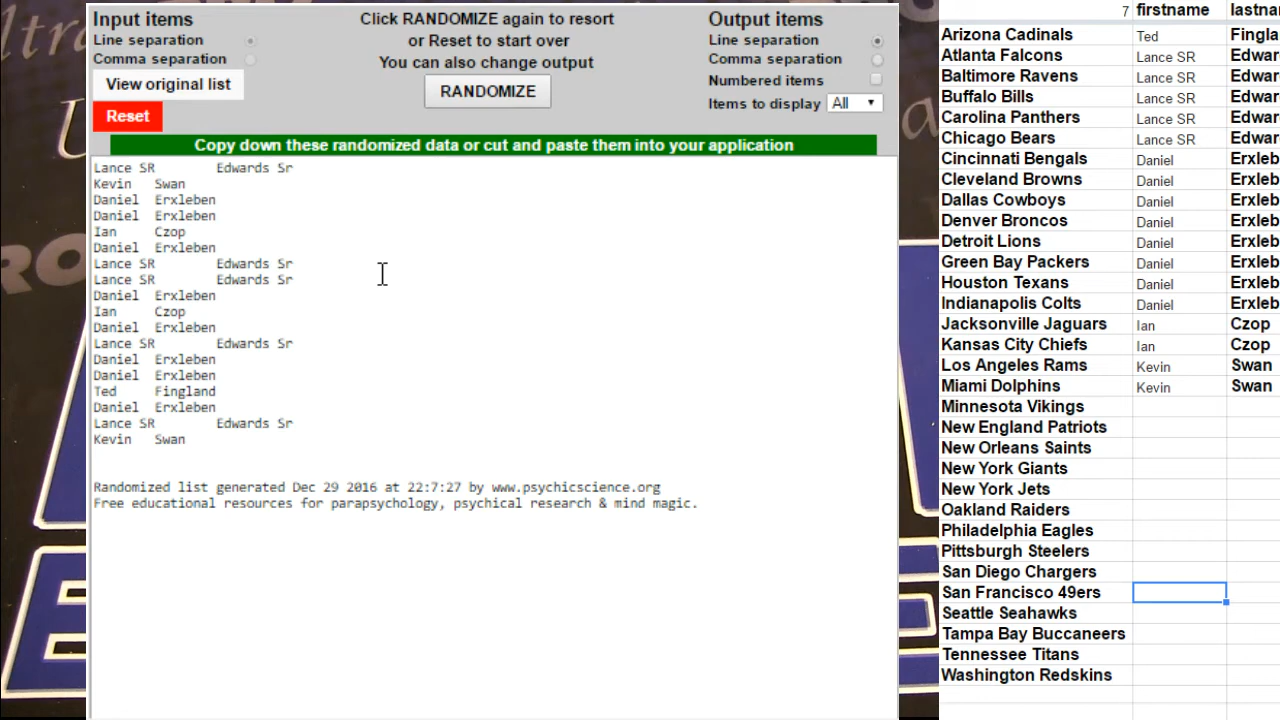 Input items
Line separation
Comma separation
View original list
Reset
Click RANDOMIZE again to resort
or Reset to start over
You can also change output
RANDOMIZE
Output items
Line separation
Comma separation
Numbered items
Items to display All
Copy down these randomized data or cut and paste them into your application
Lance SR Edwards Sr
Kevin Swan
Daniel Erxleben
Daniel Erxleben
Ian Czop
Daniel Erxleben
Lance SR Edwards Sr
Lance SR Edwards Sr
Daniel Erxleben
Ian Czop
Daniel Erxleben
Lance SR Edwards Sr
Daniel Erxleben
Daniel Erxleben
Ted Fingland
Daniel Erxleben
Lance SR Edwards Sr
Kevin Swan
Randomized list generated Dec 29 2016 at 22:7:27 by www.psychicscience.org
Free educational resources for parapsychology, psychical research & mind magic.
7 firstname lastna
Arizona Cadinals Ted Fingla
Atlanta Falcons Lance SR Edwar
Baltimore Ravens Lance SR Edwar
Buffalo Bills Lance SR Edwar
Carolina Panthers Lance SR Edwar
Chicago Bears Lance SR Edwar
Cincinnati Bengals Daniel Erxleb
Cleveland Browns Daniel Erxleb
Dallas Cowboys Daniel Erxleb
Denver Broncos Daniel Erxleb
Detroit Lions Daniel Erxleb
Green Bay Packers Daniel Erxleb
Houston Texans Daniel Erxleb
Indianapolis Colts Daniel Erxleb
Jacksonville Jaguars Ian Czop
Kansas City Chiefs Ian Czop
Los Angeles Rams Kevin Swan
Miami Dolphins Kevin Swan
Minnesota Vikings
New England Patriots
New Orleans Saints
New York Giants
New York Jets
Oakland Raiders
Philadelphia Eagles
Pittsburgh Steelers
San Diego Chargers
San Francisco 49ers
Seattle Seahawks
Tampa Bay Buccaneers
Tennessee Titans
Washington Redskins